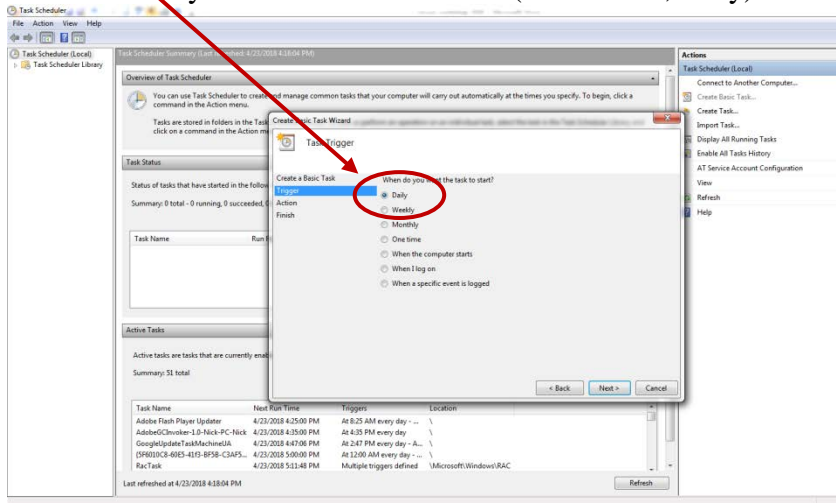 Task Scheduler
File Action View Help
Task Scheduler (Local)
Task Scheduler Library
Task Scheduler Summary (Last refreshed: 4/23/2018 4:18:04 PM)
Overview of Task Scheduler
You can use Task Scheduler to create and manage common tasks that your computer will carry out automatically at the times you specify. To begin, click a
command in the Action menu.
Tasks are stored in folders in the Task
click on a command in the Action
Task Status
Status of tasks that have started in the
Summary: 0 total - 0 running, 0 succeeded,
Task Name
Active Tasks
Active tasks are tasks that are currently
Summary: 51 total
Task Name Next Run Time Triggers Location
Adobe Flash Player Updater 4/23/2018 4:25:00 PM At 8:25 AM every day - ... \
AdobeGCInvoker-1.0-Nick-PC-Nick 4/23/2018 4:35:00 PM At 4:35 PM every day \
GoogleUpdateTaskMachineUA 4/23/2018 4:47:06 PM At 2:47 PM every day - A... \
4/23/2018 5:00:00 PM At 12:00 AM every day - ... \
RacTask 4/23/2018 5:11:48 PM Multiple triggers defined \Microsoft\Windows\RAC
Last refreshed at 4/23/2018 4:18:04 PM
Refresh
Create Basic Task Wizard
Task Trigger
Create a Basic Task
Trigger
Action
Finish
When do you want the task to start?
Daily
Weekly
Monthly
One time
When the computer starts
When I log on
When a specific event is logged
< Back Next > Cancel
Actions
Task Scheduler (Local)
Connect to Another Computer...
Create Basic Task...
Create Task...
Import Task...
Display All Running Tasks
Enable All Tasks History
AT Service Account Configuration
View
Refresh
Help